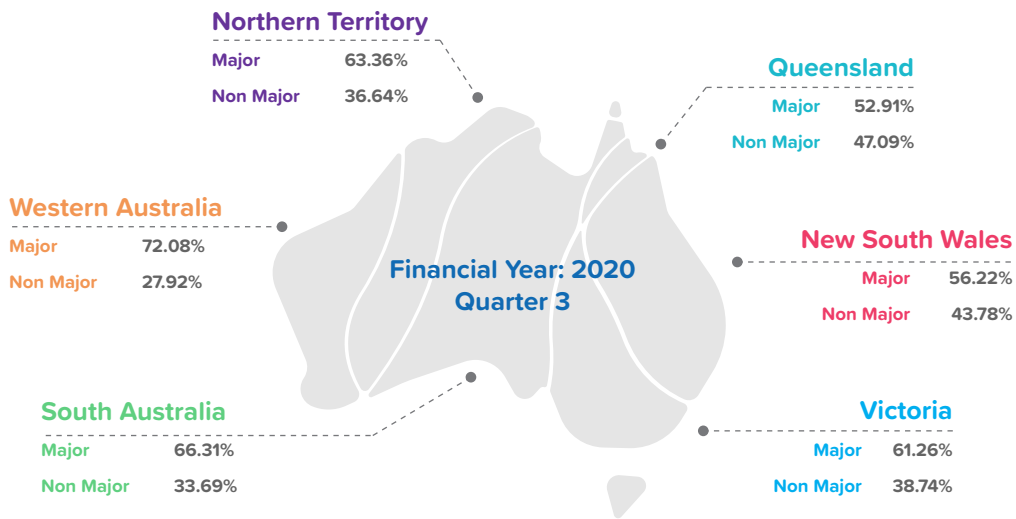 Northern Territory
Major 63.36%
Non Major 36.64%
Queensland
Major 52.91%
Non Major 47.09%
Western Australia
Major 72.08%
Non Major 27.92%
New South Wales
Major 56.22%
Non Major 43.78%
Financial Year: 2020
Quarter 3
South Australia
Major 66.31%
Non Major 33.69%
Victoria
Major 61.26%
Non Major 38.74%